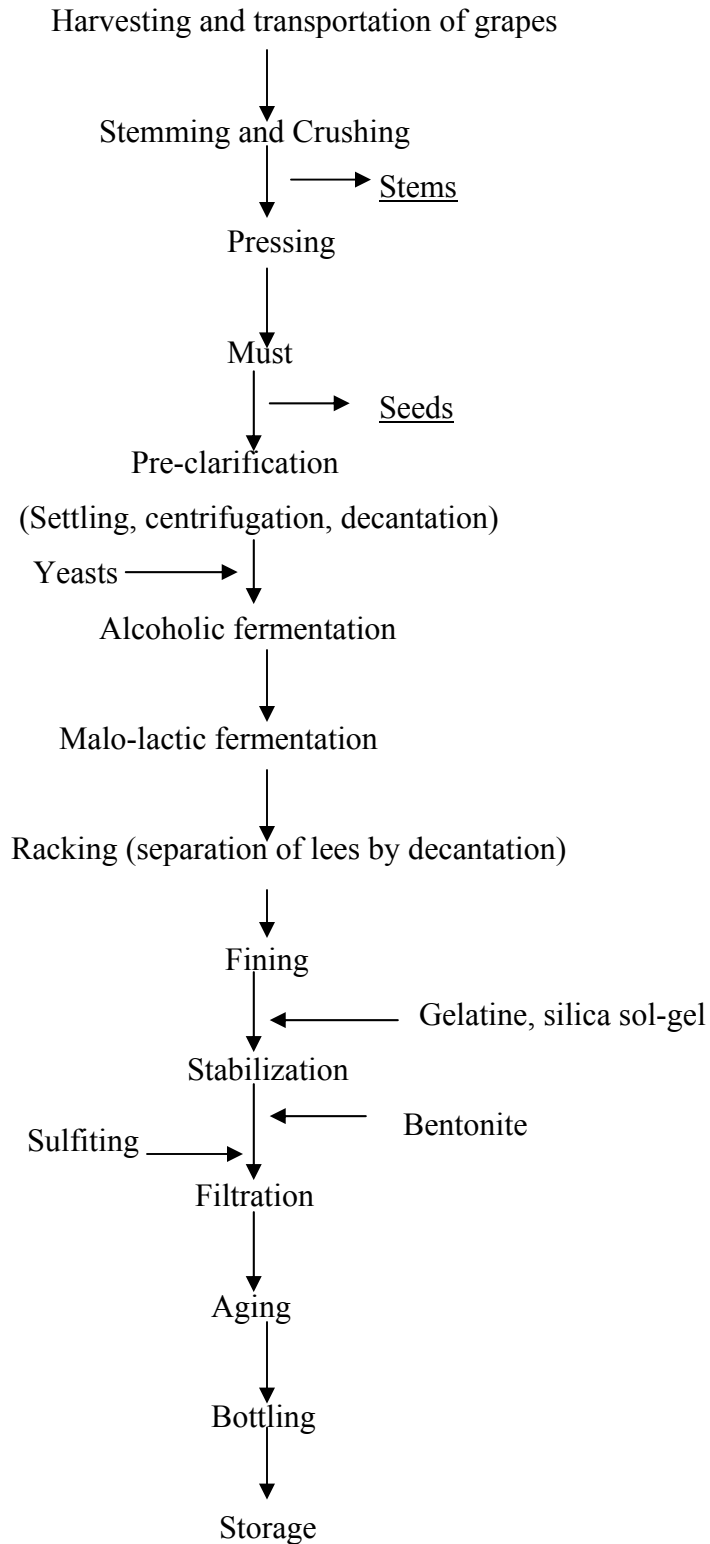 Harvesting and transportation of grapes
Stemming and Crushing
Stems
Pressing
Must
Seeds
Pre-clarification
(Settling, centrifugation, decantation)
Yeasts
Alcoholic fermentation
Malo-lactic fermentation
Racking (separation of lees by decantation)
Fining
Gelatine, silica sol-gel
Stabilization
Bentonite
Sulfiting
Filtration
Aging
Bottling
Storage